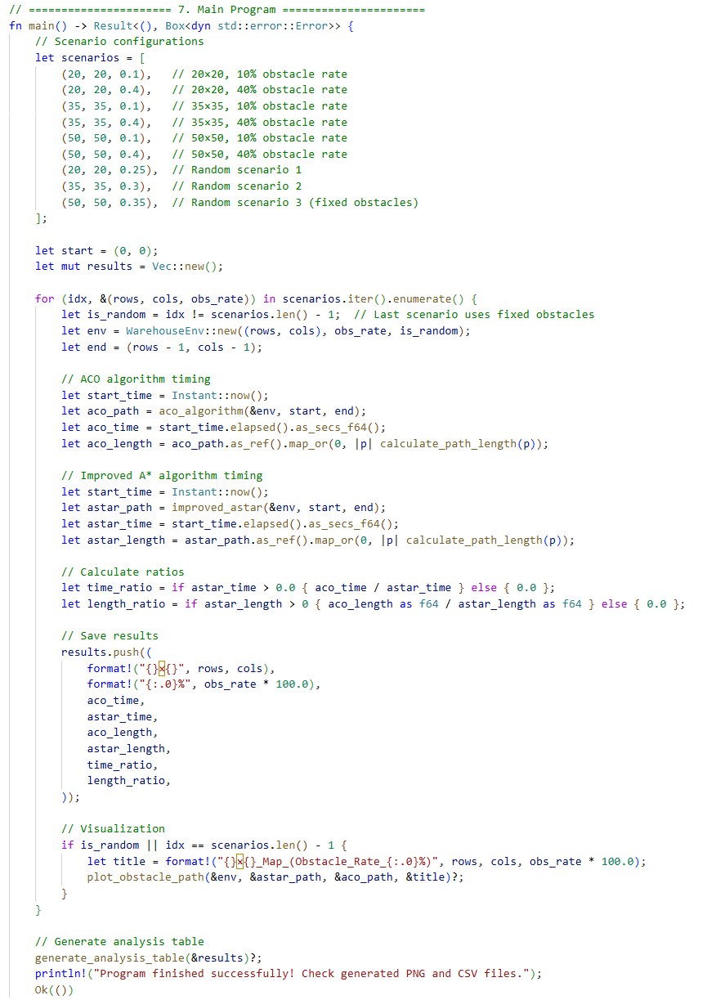 // ====================== 7. Main Program ======================
fn main() -> Result<(), Box<dyn std::error::Error>> {
    // Scenario configurations
    let scenarios = [
        (20, 20, 0.1),   // 20×20, 10% obstacle rate
        (20, 20, 0.4),   // 20×20, 40% obstacle rate
        (35, 35, 0.1),   // 35×35, 10% obstacle rate
        (35, 35, 0.4),   // 35×35, 40% obstacle rate
        (50, 50, 0.1),   // 50×50, 10% obstacle rate
        (50, 50, 0.4),   // 50×50, 40% obstacle rate
        (20, 20, 0.25),  // Random scenario 1
        (35, 35, 0.3),   // Random scenario 2
        (50, 50, 0.35),  // Random scenario 3 (fixed obstacles)
    ];

    let start = (0, 0);
    let mut results = Vec::new();

    for (idx, &(rows, cols, obs_rate)) in scenarios.iter().enumerate() {
        let is_random = idx != scenarios.len() - 1;  // Last scenario uses fixed obstacles
        let env = WarehouseEnv::new((rows, cols), obs_rate, is_random);
        let end = (rows - 1, cols - 1);

        // ACO algorithm timing
        let start_time = Instant::now();
        let aco_path = aco_algorithm(&env, start, end);
        let aco_time = start_time.elapsed().as_secs_f64();
        let aco_length = aco_path.as_ref().map_or(0, |p| calculate_path_length(p));

        // Improved A* algorithm timing
        let start_time = Instant::now();
        let astar_path = improved_astar(&env, start, end);
        let astar_time = start_time.elapsed().as_secs_f64();
        let astar_length = astar_path.as_ref().map_or(0, |p| calculate_path_length(p));

        // Calculate ratios
        let time_ratio = if astar_time > 0.0 { aco_time / astar_time } else { 0.0 };
        let length_ratio = if astar_length > 0 { aco_length as f64 / astar_length as f64 } else { 0.0 };

        // Save results
        results.push((
            format!("{}×{}", rows, cols),
            format!("{:.0}%", obs_rate * 100.0),
            aco_time,
            astar_time,
            aco_length,
            astar_length,
            time_ratio,
            length_ratio,
        ));

        // Visualization
        if is_random || idx == scenarios.len() - 1 {
            let title = format!("{}×{}_Map_(Obstacle_Rate_{:.0}%)", rows, cols, obs_rate * 100.0);
            plot_obstacle_path(&env, &astar_path, &aco_path, &title)?;
        }
    }

    // Generate analysis table
    generate_analysis_table(&results)?;
    println!("Program finished successfully! Check generated PNG and CSV files.");
    Ok(())